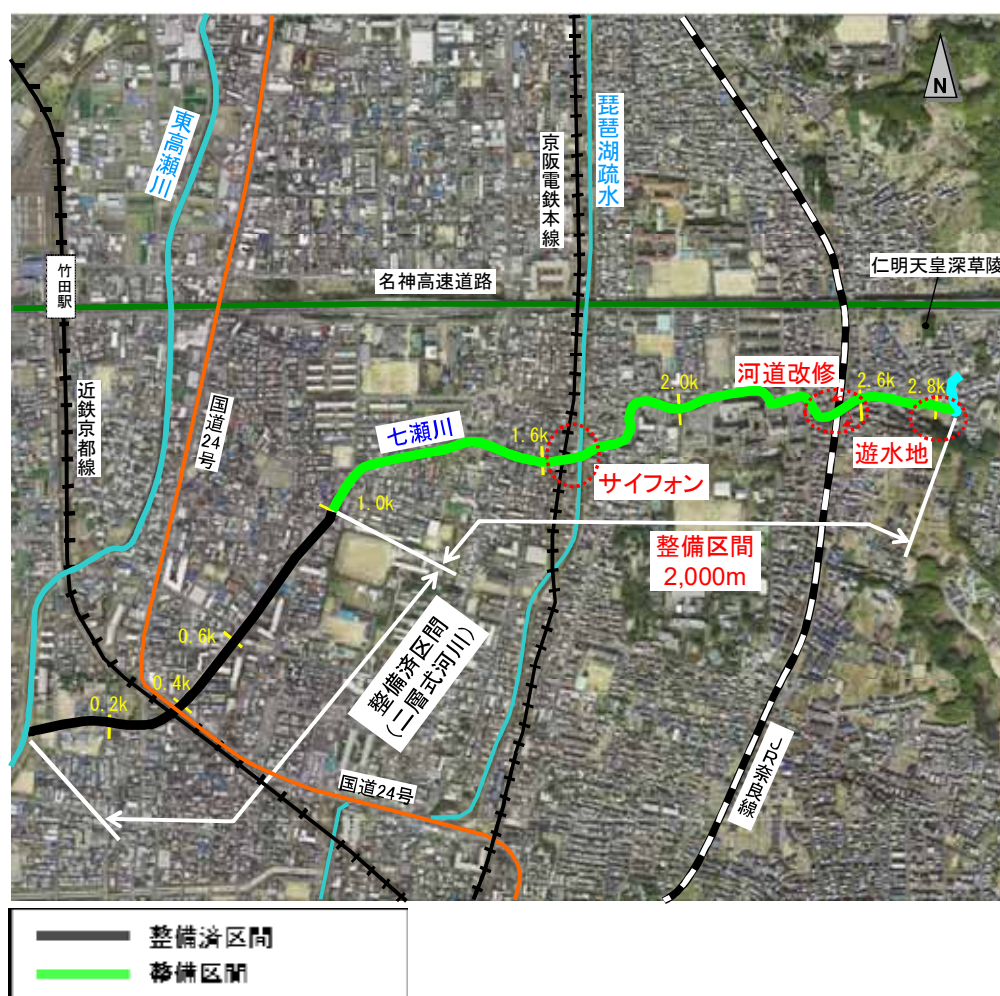 N
東高瀬川
琵琶湖疏水
京阪電鉄本線
竹田駅
名神高速道路
仁明天皇深草陵
近鉄京都線
国道24号
河道改修
2.6k
2.8k
2.0k
七瀬川
1.6k
遊水地
サイフォン
1.0k
整備区間
2,000m
0.6k
整備済区間
(二層式河川)
0.4k
0.2k
国道24号
JR奈良線
整備済区間
整備区間